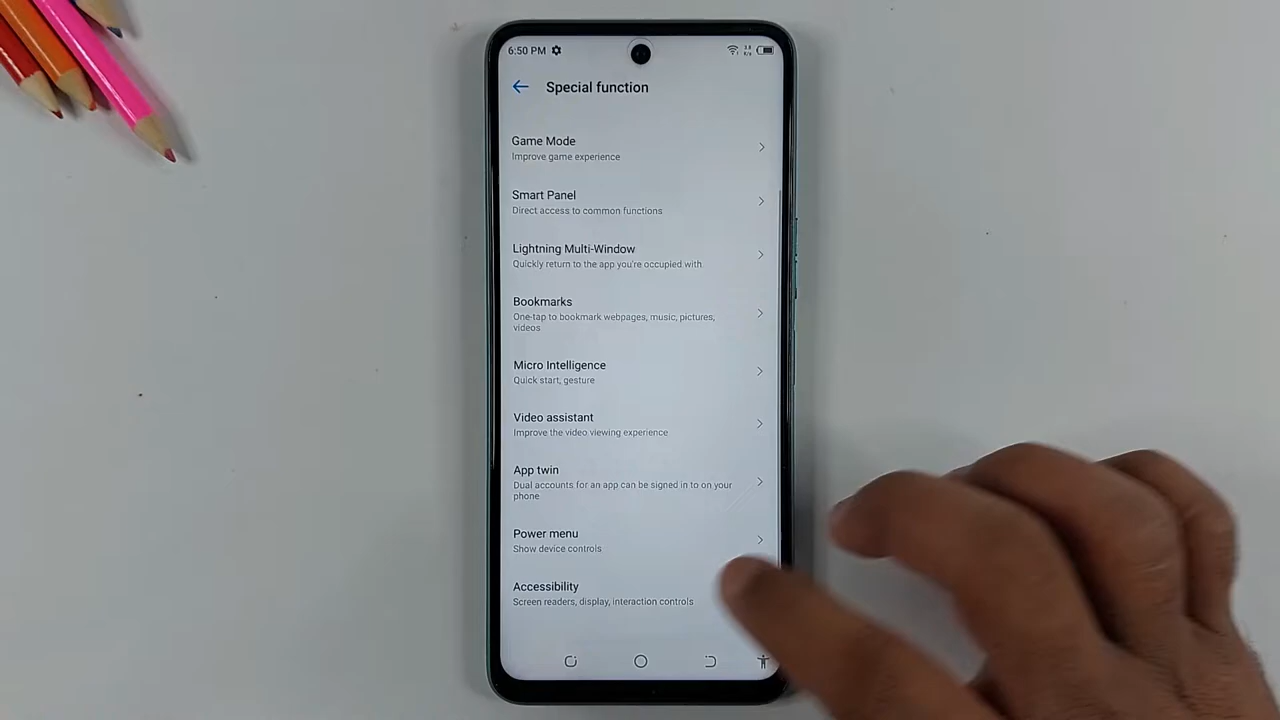 6:50 PM
Special function
Game Mode
Improve game experience
Smart Panel
Direct access to common functions
Lightning Multi-Window
Quickly return to the app you're occupied with
Bookmarks
One-tap to bookmark webpages, music, pictures,
videos
Micro Intelligence
Quick start, gesture
Video assistant
Improve the video viewing experience
App twin
Dual accounts for an app can be signed in to on your
phone
Power menu
Show device controls
Accessibility
Screen readers, display, interaction controls